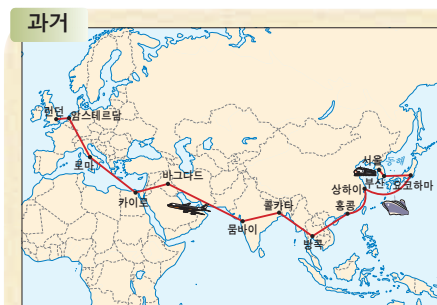 과거
런던
암스테르담
로마
카이로
바그다드
뭄바이
콜카타
방콕
홍콩
상하이
부산
서울
동해
요코하마